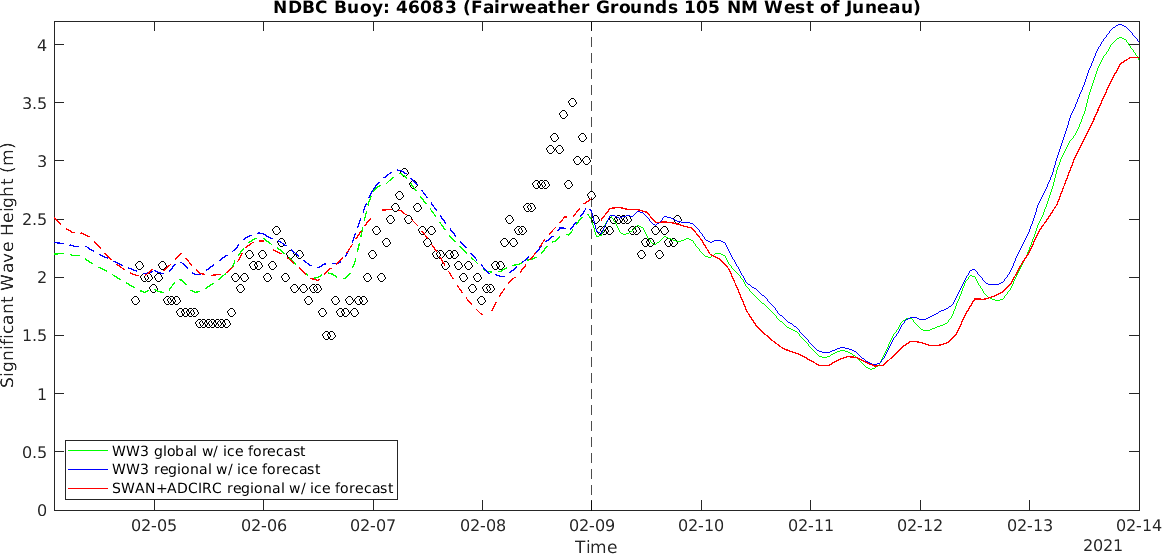 NDBC Buoy: 46083 (Fairweather Grounds 105 NM West of Juneau)
Significant Wave Height (m)
4
3.5
3
2.5
2
1.5
1
0.5
0
WW3 global w/ ice forecast
WW3 regional w/ ice forecast
SWAN+ADCIRC regional w/ ice forecast
02-05 02-06 02-07 02-08 02-09 02-10 02-11 02-12 02-13 02-14
Time
2021